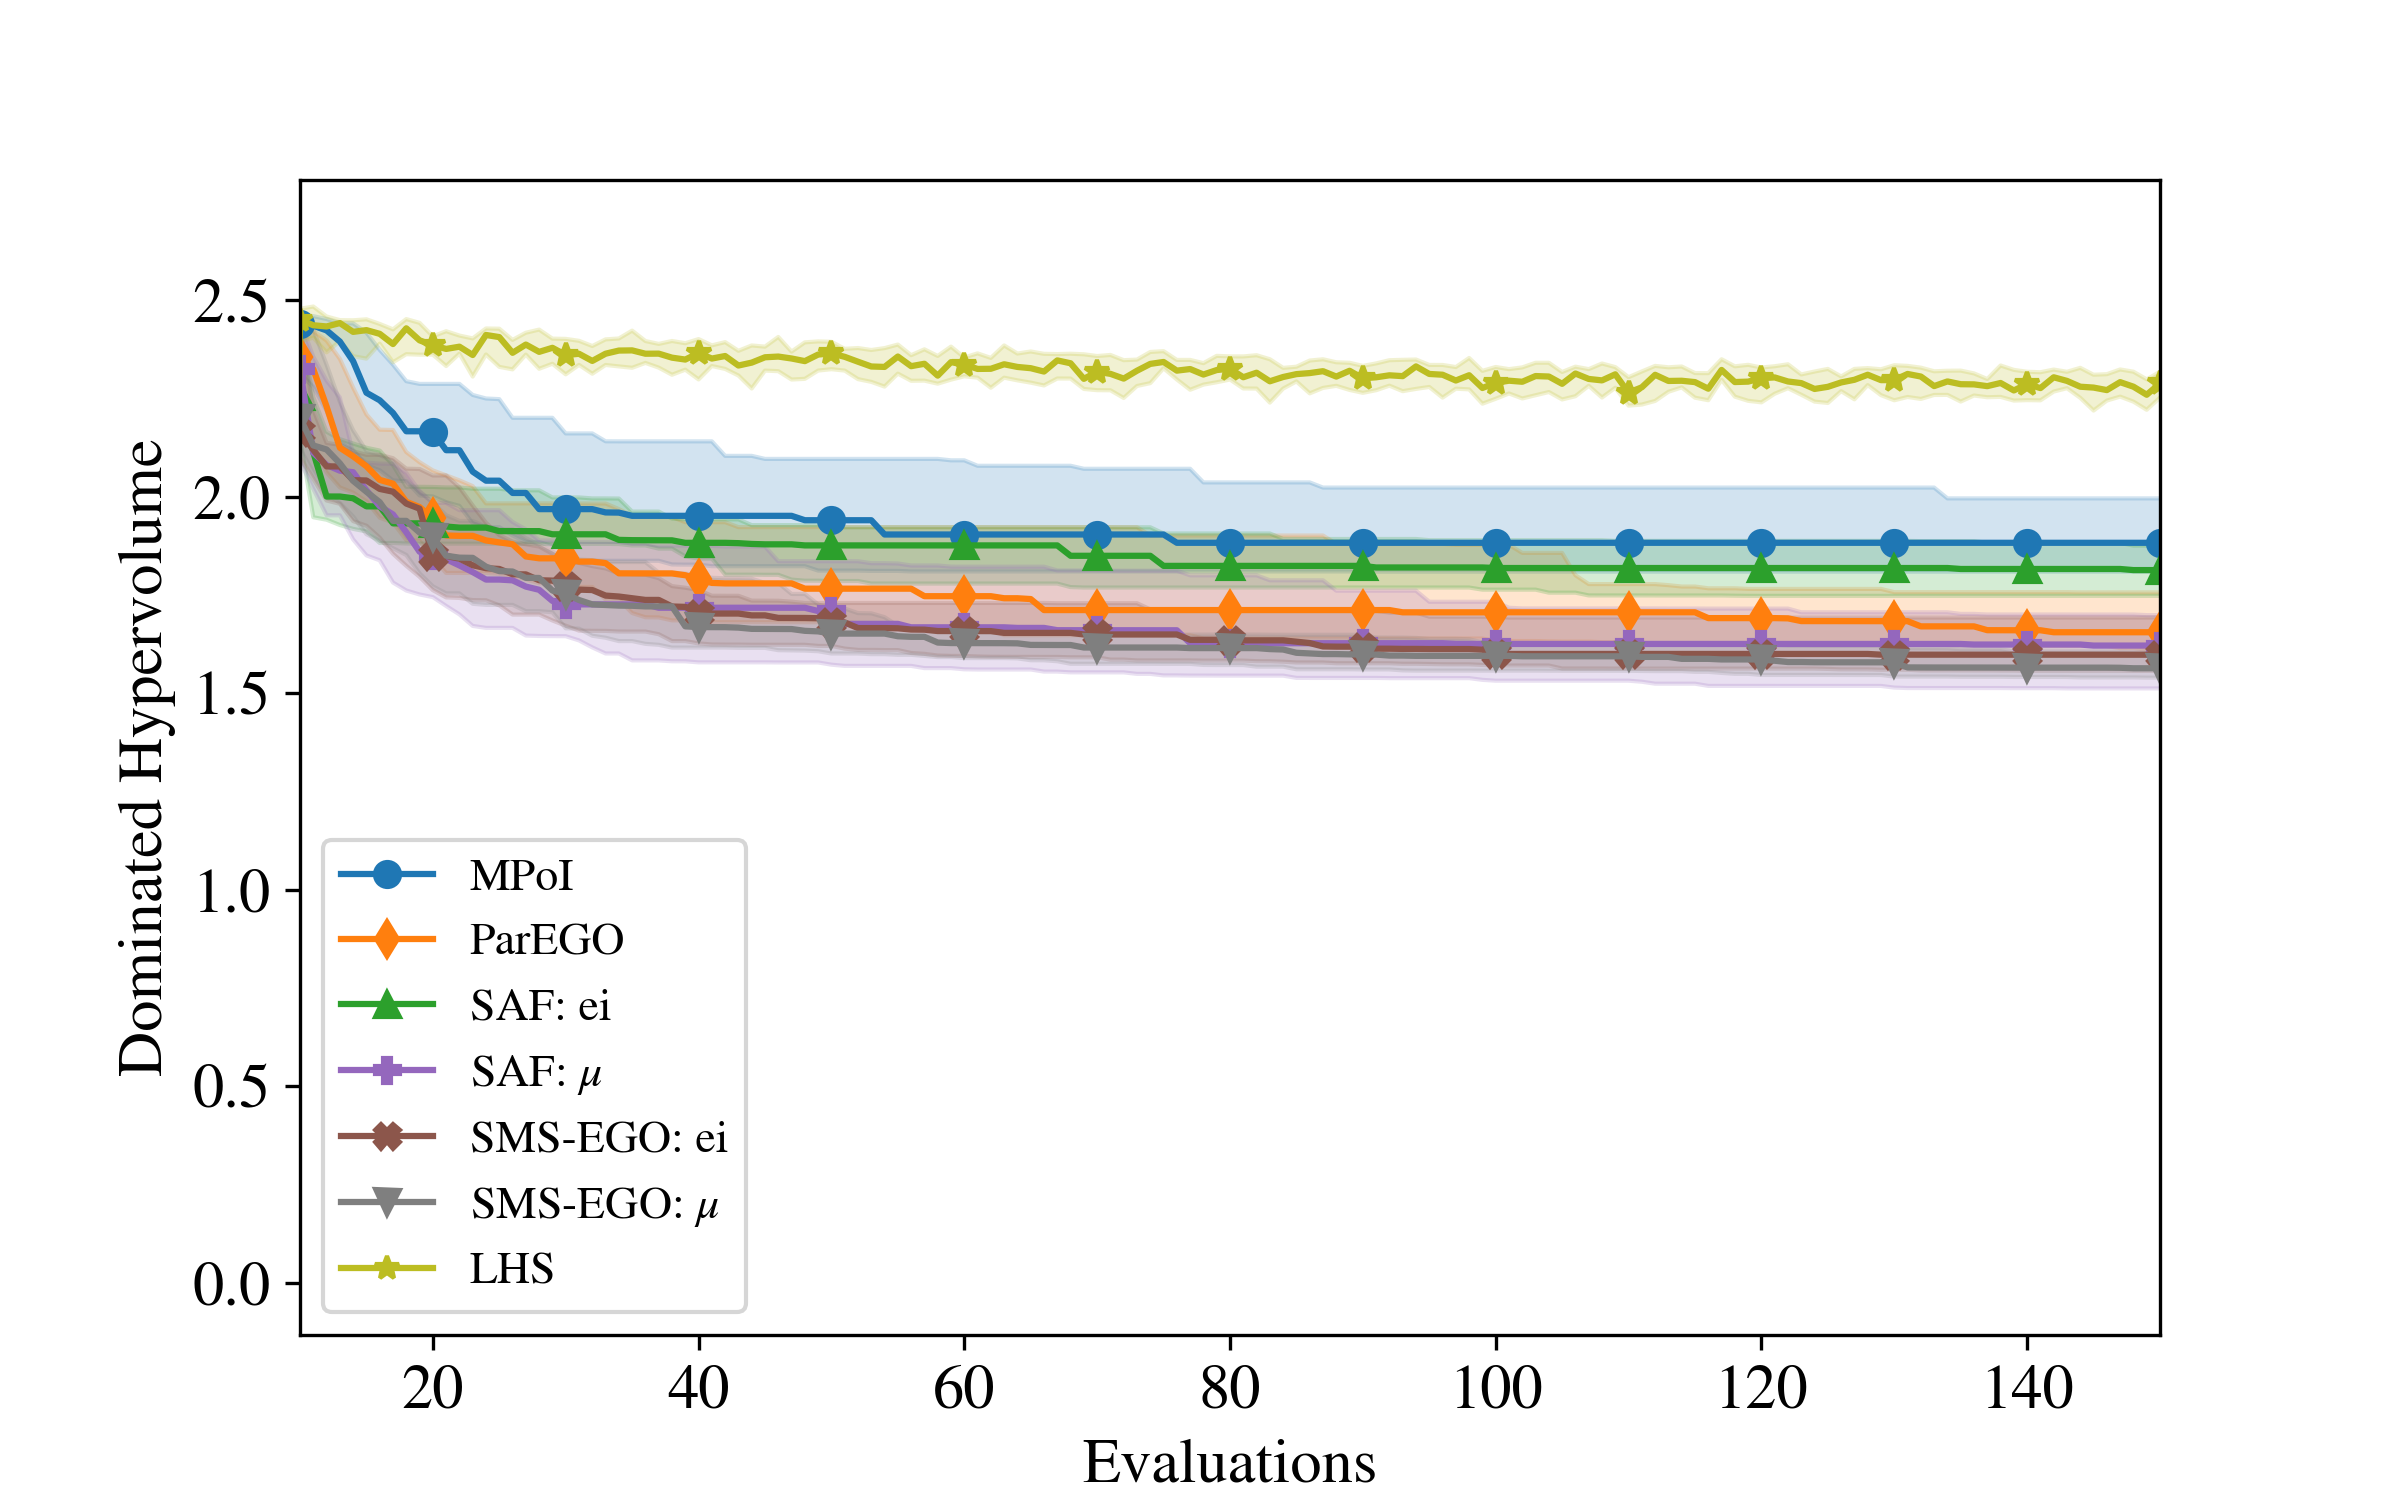 Dominated Hypervolume
2.5
2.0
1.5
1.0
0.5
0.0
MPoI
ParEGO
SAF: ei
SAF: μ
SMS-EGO: ei
SMS-EGO: μ
LHS
20 40 60 80 100 120 140
Evaluations